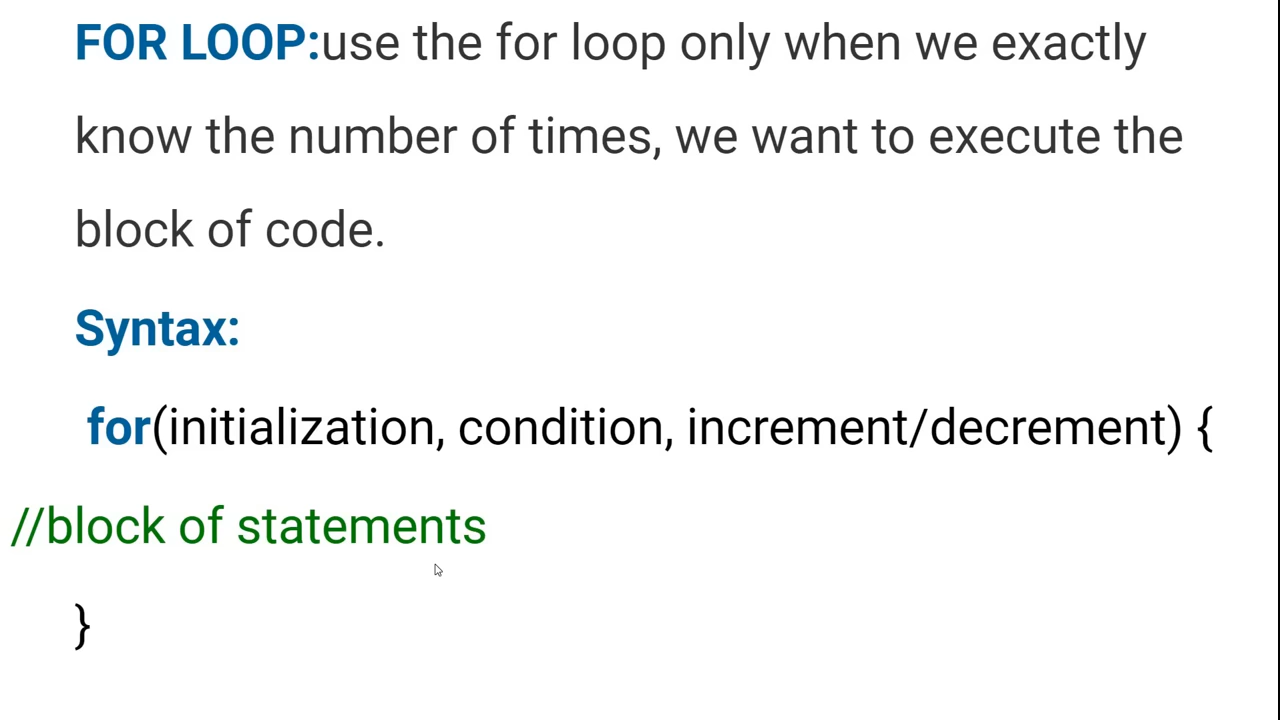 FOR LOOP:use the for loop only when we exactly
know the number of times, we want to execute the
block of code.
Syntax:
for(initialization, condition, increment/decrement) {
//block of statements
}